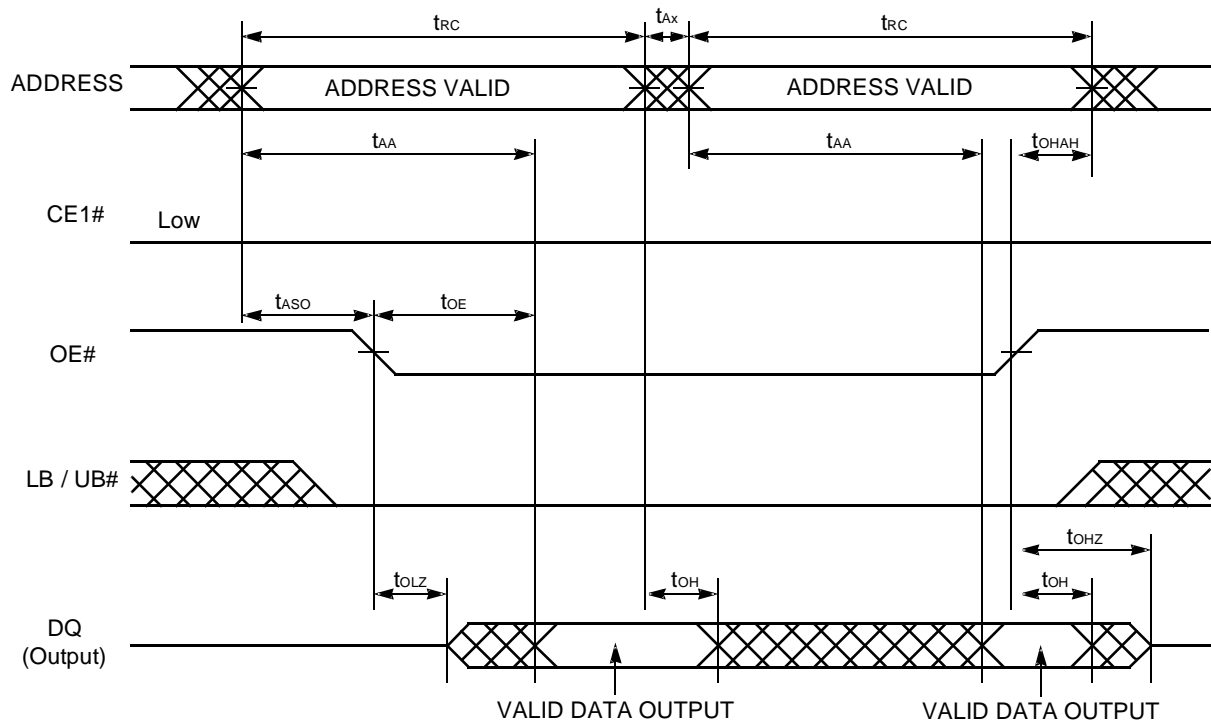 tRC tAx tRC
ADDRESS ADDRESS VALID ADDRESS VALID
tAA tAA tOHAH
CE1# Low
tASO tOE
OE#
LB / UB#
tOHZ
tOLZ tOH tOH
DQ
(Output)
VALID DATA OUTPUT VALID DATA OUTPUT